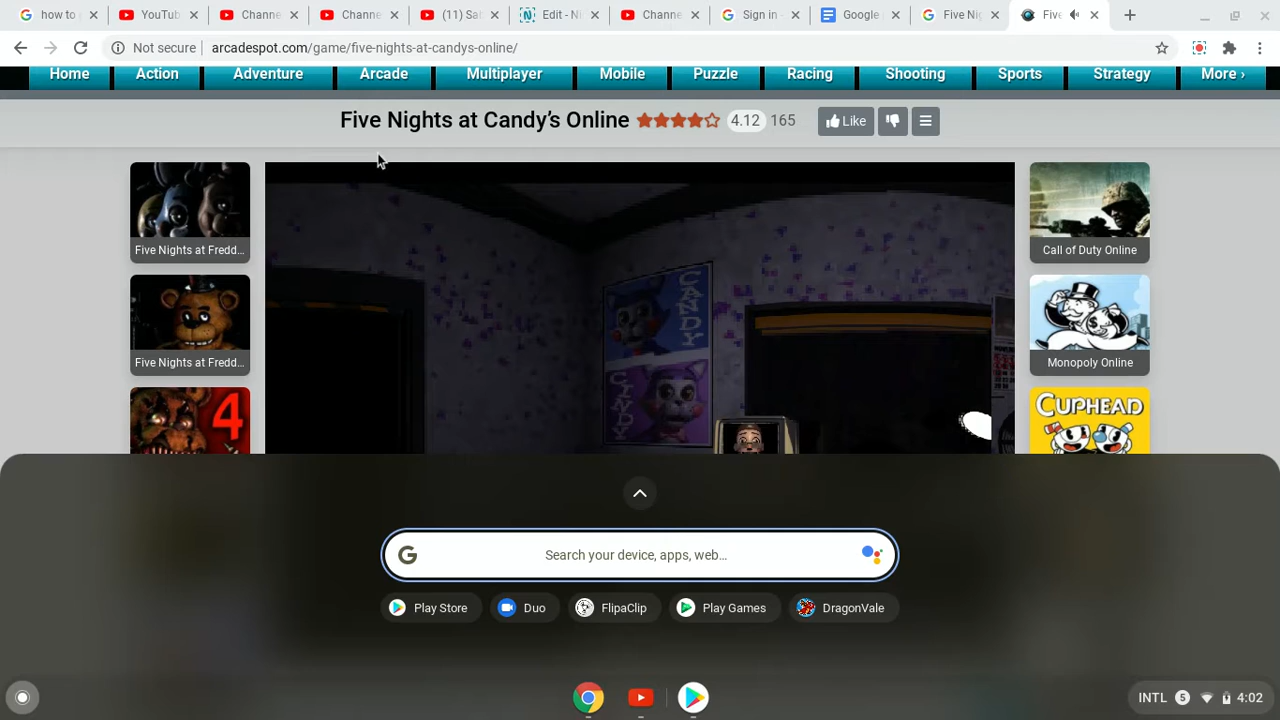 how to
YouTub
Channe
Channe
(11) Sa
Edit - Ni
Channe
Sign in -
Google
Five Nig
Five
Not secure
arcadespot.com/game/five-nights-at-candys-online/
Home
Action
Adventure
Arcade
Multiplayer
Mobile
Puzzle
Racing
Shooting
Sports
Strategy
More ›
Five Nights at Candy's Online
4.12
165
Like
Five Nights at Fredd...
Call of Duty Online
CANDY
CINDY
Five Nights at Fredd...
Monopoly Online
4
CUPHEAD
Search your device, apps, web...
Play Store
Duo
FlipaClip
Play Games
DragonVale
INTL
5
4:02